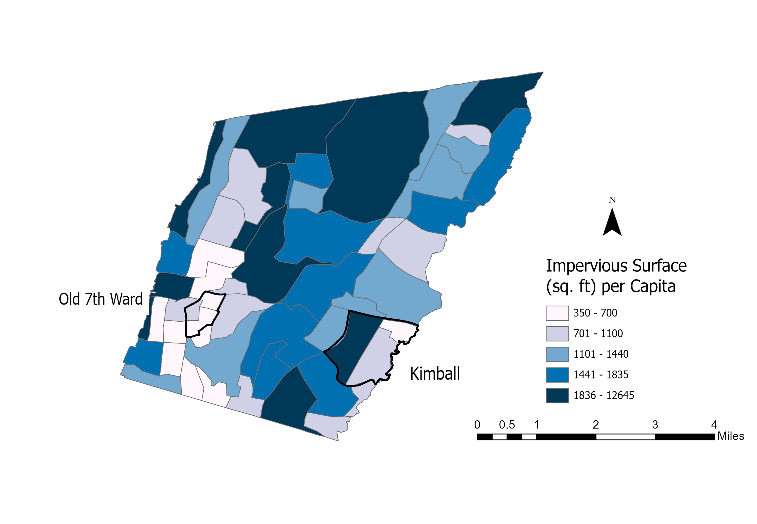 N
Impervious Surface
(sq. ft) per Capita
Old 7th Ward
350 - 700
701 - 1100
1101 - 1440
1441 - 1835
1836 - 12645
Kimball
0 0.5 1 2 3 4
Miles